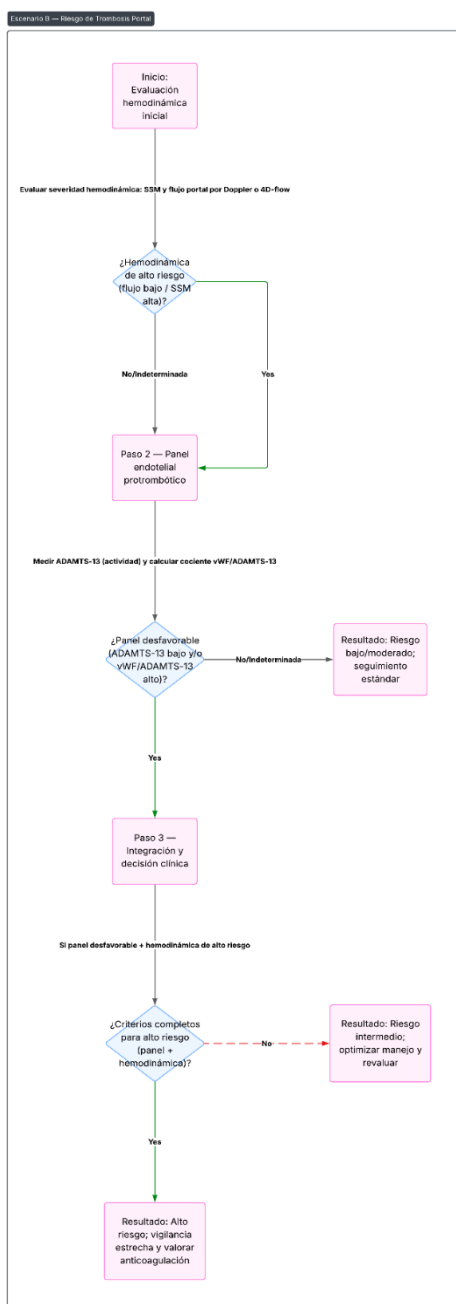 Escenario B — Riesgo de Trombosis Portal
Inicio:
Evaluación
hemodinámica
inicial
Evaluar severidad hemodinámica: SSM y flujo portal por Doppler o 4D-flow
¿Hemodinámica
de alto riesgo
(flujo bajo / SSM
alta)?
No/Indeterminada
Yes
Paso 2 — Panel
endotelial
protrombótico
Medir ADAMTS-13 (actividad) y calcular cociente vWF/ADAMTS-13
¿Panel desfavorable
(ADAMTS-13 bajo y/o
vWF/ADAMTS-13
alto)?
No/Indeterminada
Resultado: Riesgo
bajo/moderado;
seguimiento
estándar
Yes
Paso 3 —
Integración y
decisión clínica
Si panel desfavorable + hemodinámica de alto riesgo
¿Criterios completos
para alto riesgo
(panel +
hemodinámica)?
No
Resultado: Riesgo
intermedio;
optimizar manejo y
revaluar
Yes
Resultado: Alto
riesgo; vigilancia
estrecha y valorar
anticoagulación